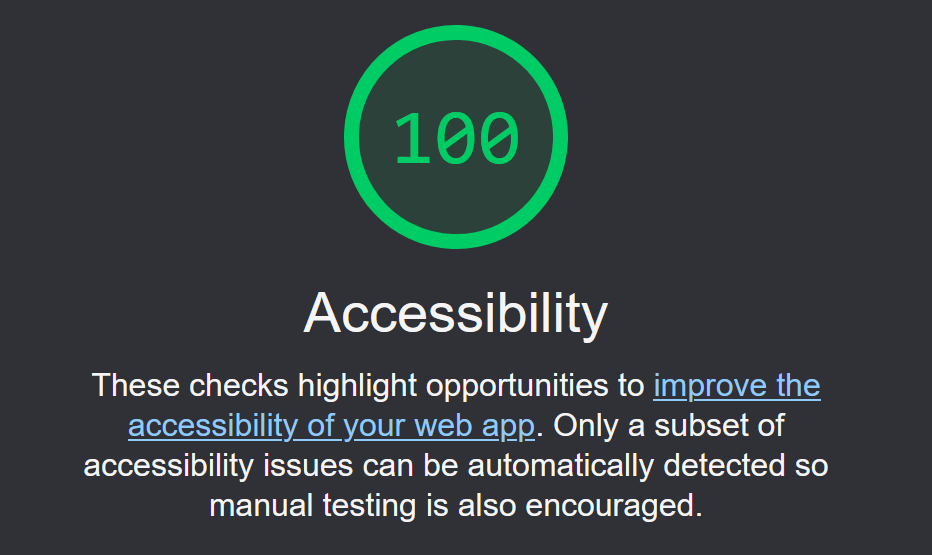 100
Accessibility
These checks highlight opportunities to improve the
accessibility of your web app. Only a subset of
accessibility issues can be automatically detected so
manual testing is also encouraged.